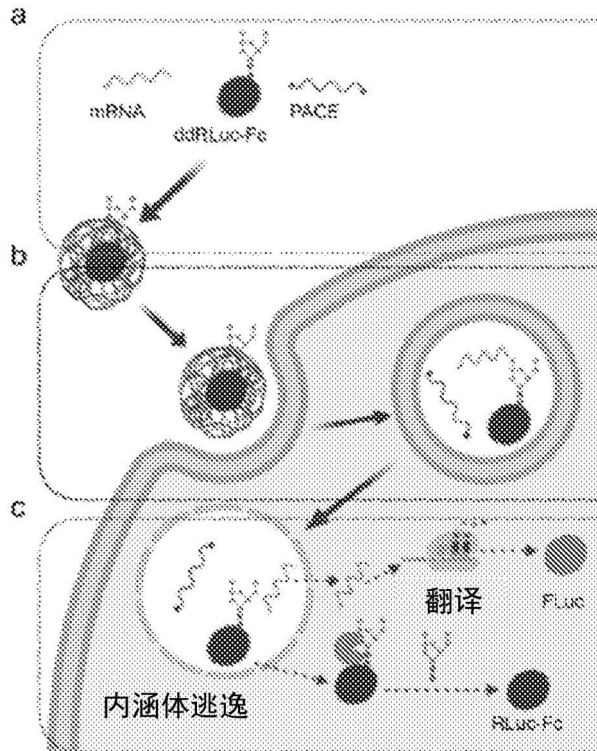 a
mRNA
PACE
ddRLuc-Fc
b
c
翻译
FLuc
内涵体逃逸
RLuc-Fc